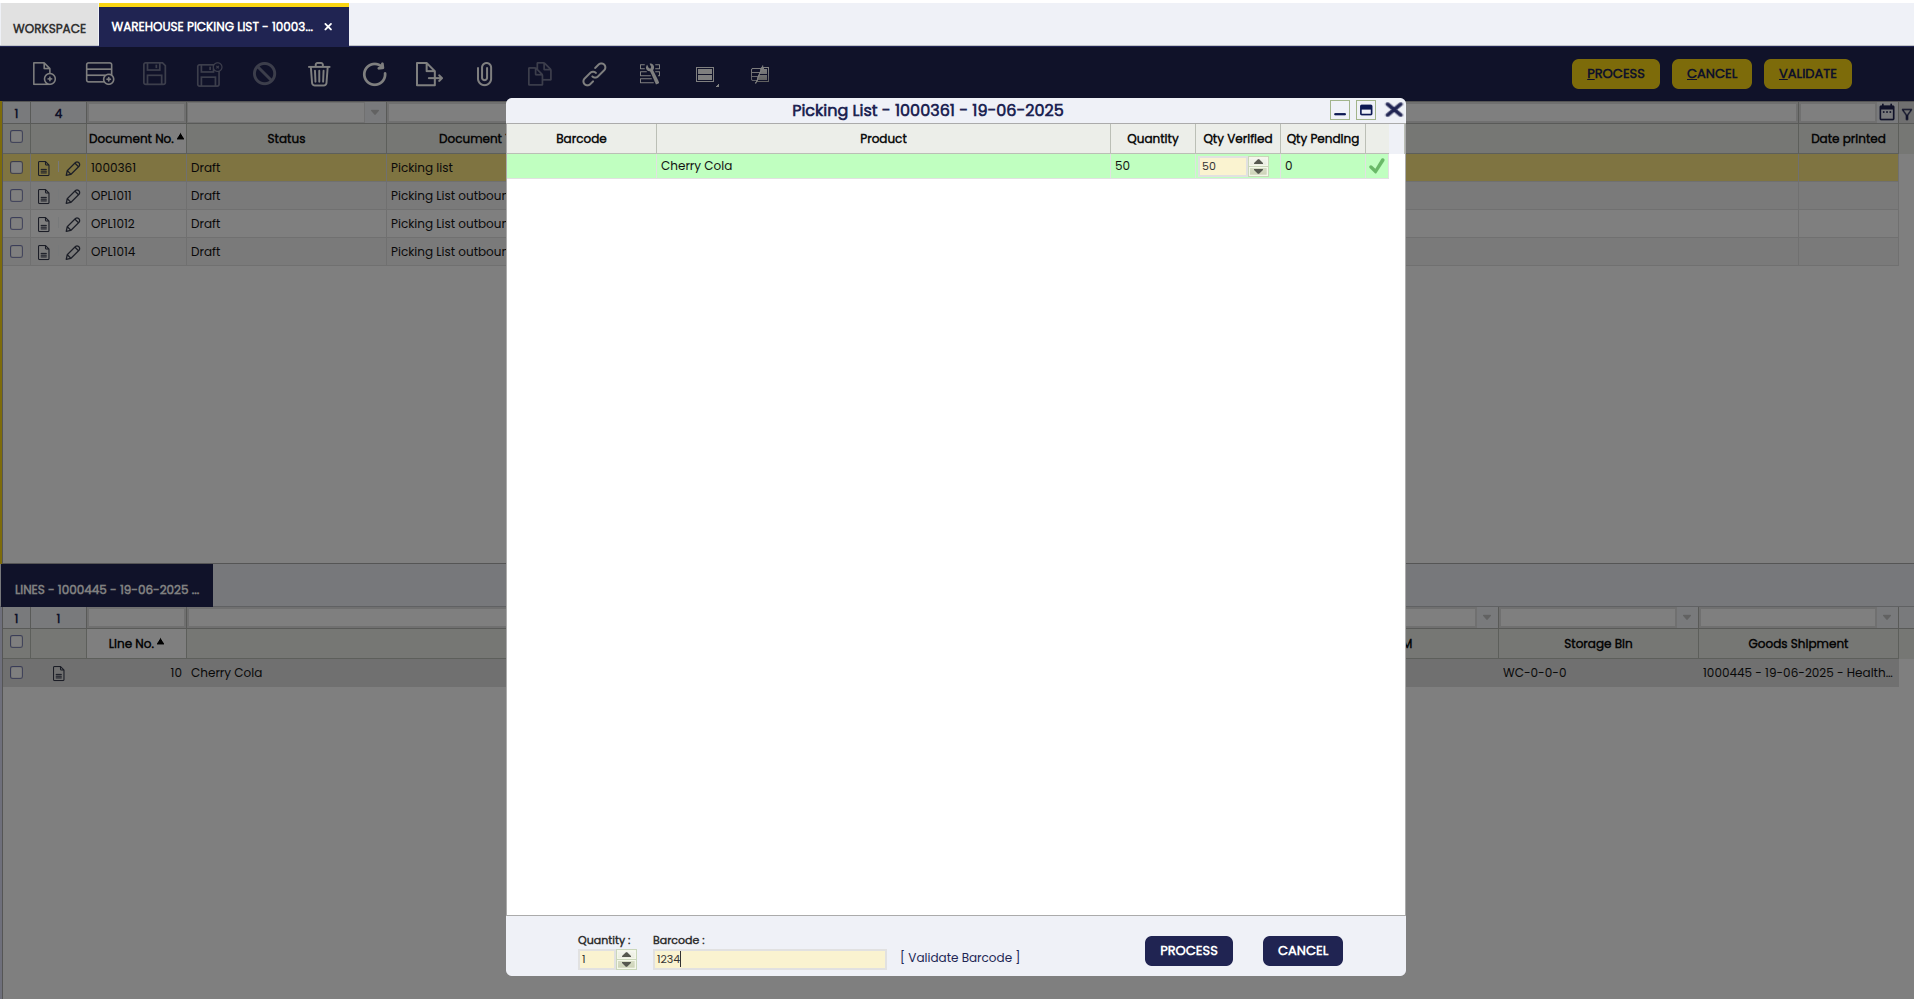 WORKSPACE
WAREHOUSE PICKING LIST - 10003... ×
PROCESS CANCEL VALIDATE
1 4
Document No. Status Document Date printed
1000361 Draft Picking list
OPL1011 Draft Picking List outbour
OPL1012 Draft Picking List outbour
OPL1014 Draft Picking List outbour
Picking List - 1000361 - 19-06-2025
Barcode Product Quantity Qty Verified Qty Pending
Cherry Cola 50 50 0
LINES - 1000445 - 19-06-2025 ...
1 1
Line No. M Storage Bin Goods Shipment
10 Cherry Cola WC-0-0-0 1000445 - 19-06-2025 - Health...
Quantity : Barcode :
1 1234 [ Validate Barcode ] PROCESS CANCEL